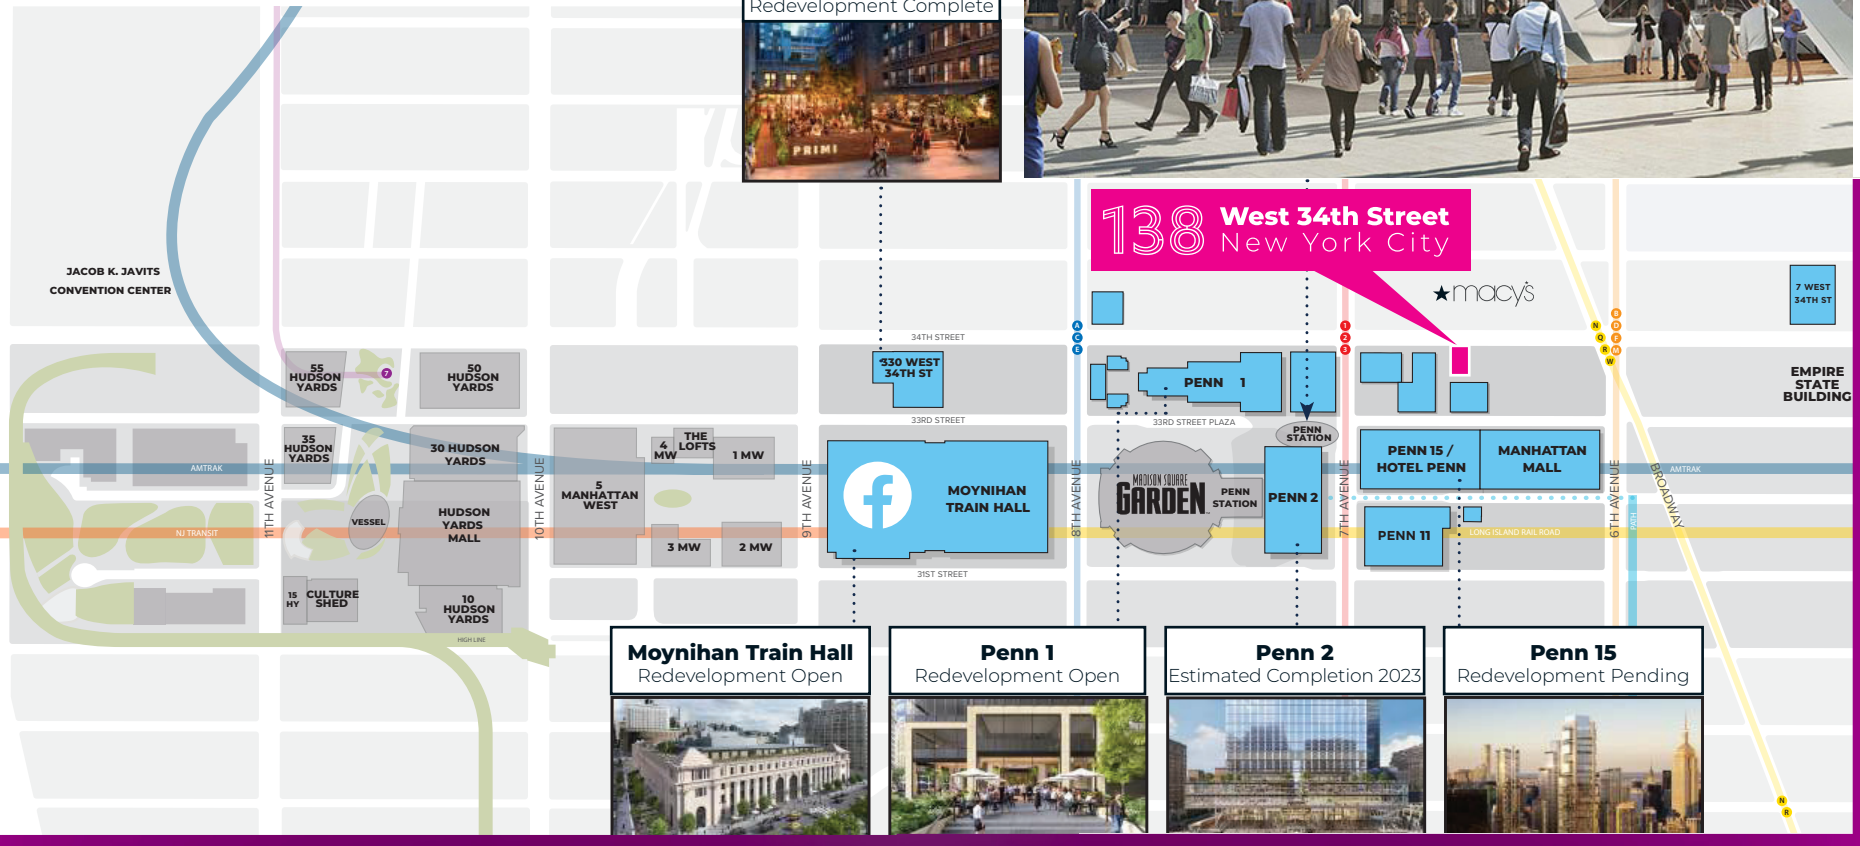 Redevelopment Complete
PRIMI
138 West 34th Street
New York City
JACOB K. JAVITS
CONVENTION CENTER
★macy's
7 WEST
34TH ST
34TH STREET
A
C
E
1
2
3
N
Q
R
W
B
D
F
M
55
HUDSON
YARDS
7
50
HUDSON
YARDS
330 WEST
34TH ST
PENN 1
EMPIRE
STATE
BUILDING
33RD STREET
33RD STREET PLAZA
35
HUDSON
YARDS
30 HUDSON
YARDS
4
MW
THE
LOFTS
1 MW
PENN
STATION
PENN 15 /
HOTEL PENN
MANHATTAN
MALL
AMTRAK
AMTRAK
11TH AVENUE
10TH AVENUE
9TH AVENUE
8TH AVENUE
7TH AVENUE
6TH AVENUE
BROADWAY
5
MANHATTAN
WEST
MOYNIHAN
TRAIN HALL
MADISON SQUARE
GARDEN
PENN
STATION
PENN 2
VESSEL
HUDSON
YARDS
MALL
NJ TRANSIT
3 MW
2 MW
PENN 11
LONG ISLAND RAIL ROAD
PATH
31ST STREET
15
HY
CULTURE
SHED
10
HUDSON
YARDS
HIGH LINE
Moynihan Train Hall
Redevelopment Open
Penn 1
Redevelopment Open
Penn 2
Estimated Completion 2023
Penn 15
Redevelopment Pending
N
R